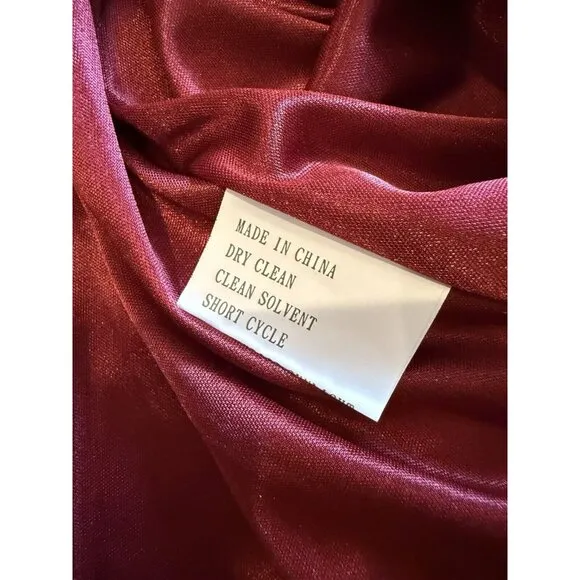 MADE IN CHINA
DRY CLEAN
CLEAN SOLVENT
SHORT CYCLE